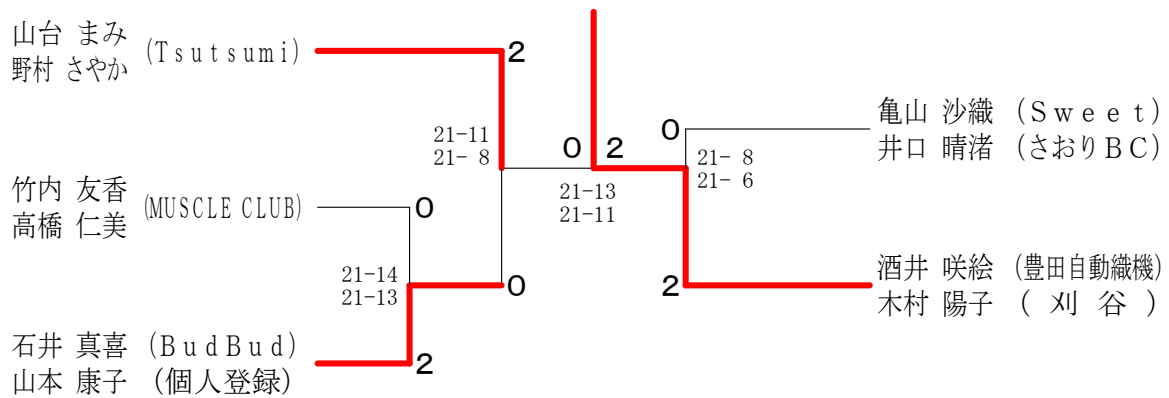 山台 まみ (Tsutsumi)
野村 さやか
2
21-11
21- 8
竹内 友香 (MUSCLE CLUB)
高橋 仁美
0
21-14
21-13
0
石井 真喜 (BudBud)
山本 康子 (個人登録)
2
0 2
21-13
21-11
0
21- 8
21- 6
2
亀山 沙織 (Sweet)
井口 晴渚 (さおりBC)
酒井 咲絵 (豊田自動織機)
木村 陽子 (刈谷)